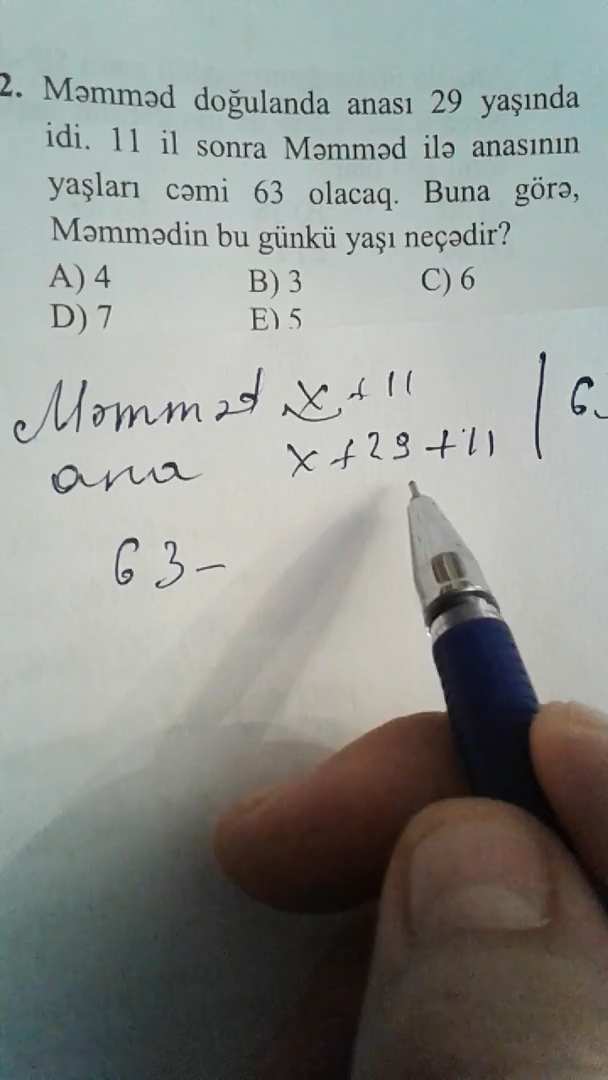 2. Məmməd doğulanda anası 29 yaşında
idi. 11 il sonra Məmməd ilə anasının
yaşları cəmi 63 olacaq. Buna görə,
Məmmədin bu günkü yaşı neçədir?
A) 4 B) 3 C) 6
D) 7 E) 5
Məmməd x+11 | 6
ana x+29+11
63-